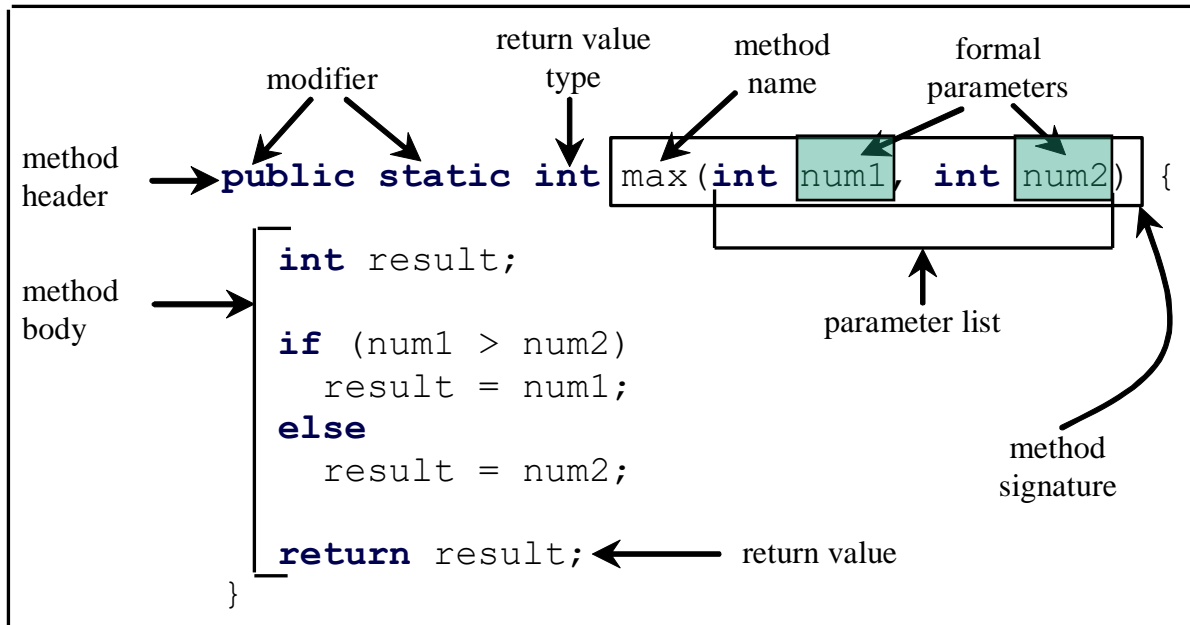 return value
type
method
name
formal
parameters
modifier
method
header
public static int max(int num1, int num2) {
int result;
method
body
parameter list
if (num1 > num2)
result = num1;
else
result = num2;
method
signature
return result;
return value
}